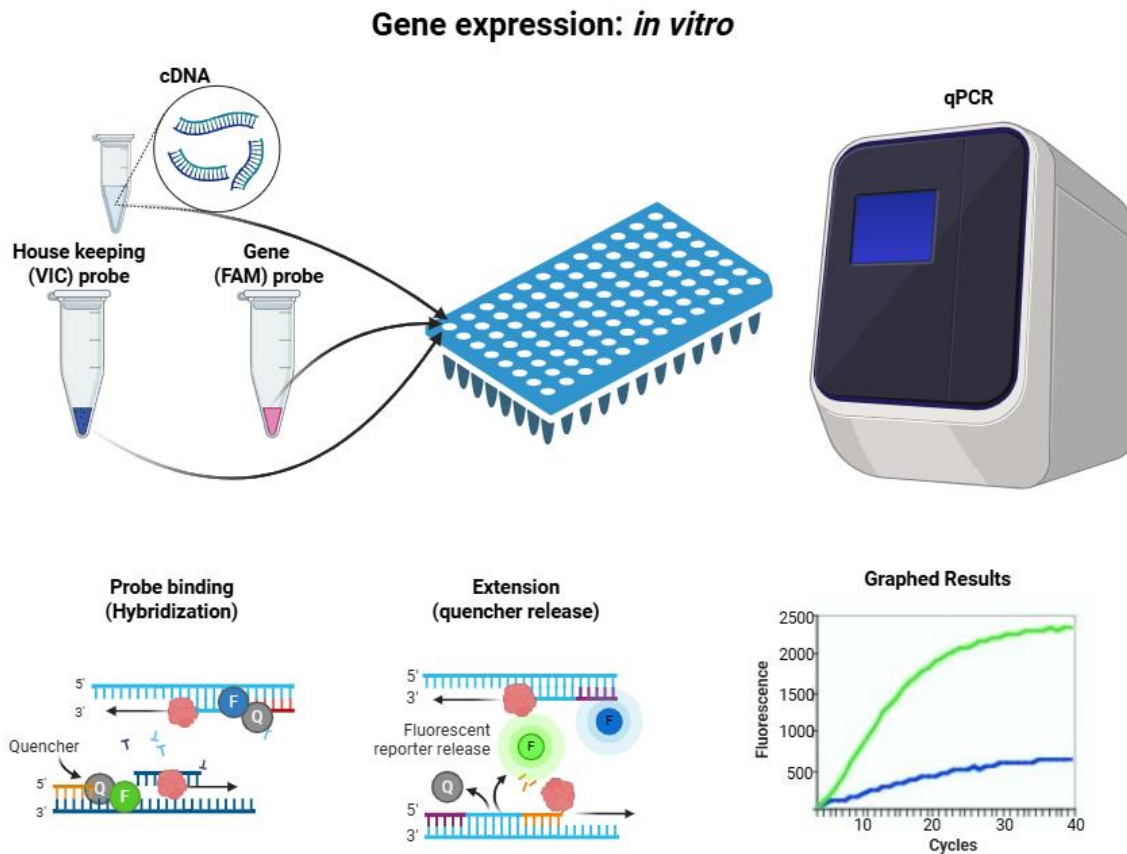 Gene expression: in vitro
cDNA
qPCR
House keeping
(VIC) probe
Gene
(FAM) probe
Probe binding
(Hybridization)
5'
3'
F
Q
Quencher
Q
F
5'
3'
Extension
(quencher release)
5'
3'
F
Fluorescent
reporter release
F
Q
5'
3'
Graphed Results
Fluorescence
2500
2000
1500
1000
500
10
20
30
40
Cycles